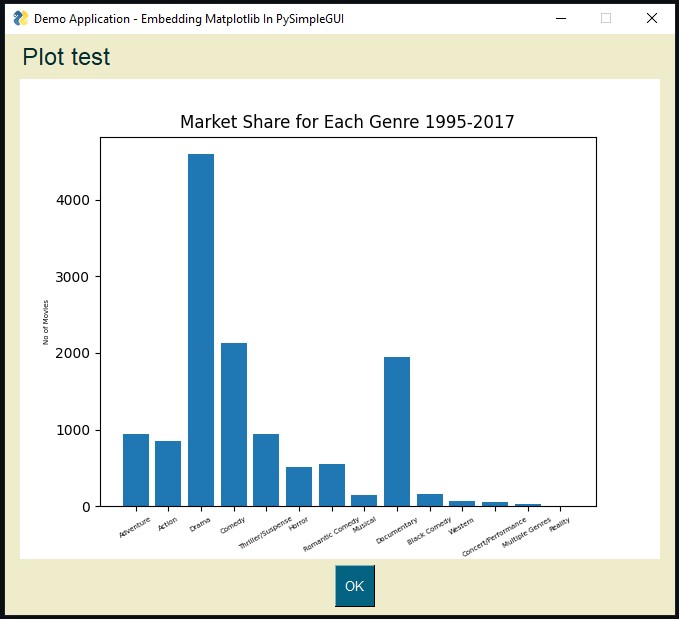 Demo Application - Embedding Matplotlib In PySimpleGUI
Plot test
Market Share for Each Genre 1995-2017
4000
3000
2000
1000
0
No of Movies
Adventure
Action
Drama
Comedy
Thriller/Suspense
Horror
Romantic Comedy
Musical
Documentary
Black Comedy
Western
Concert/Performance
Multiple Genres
Reality
OK